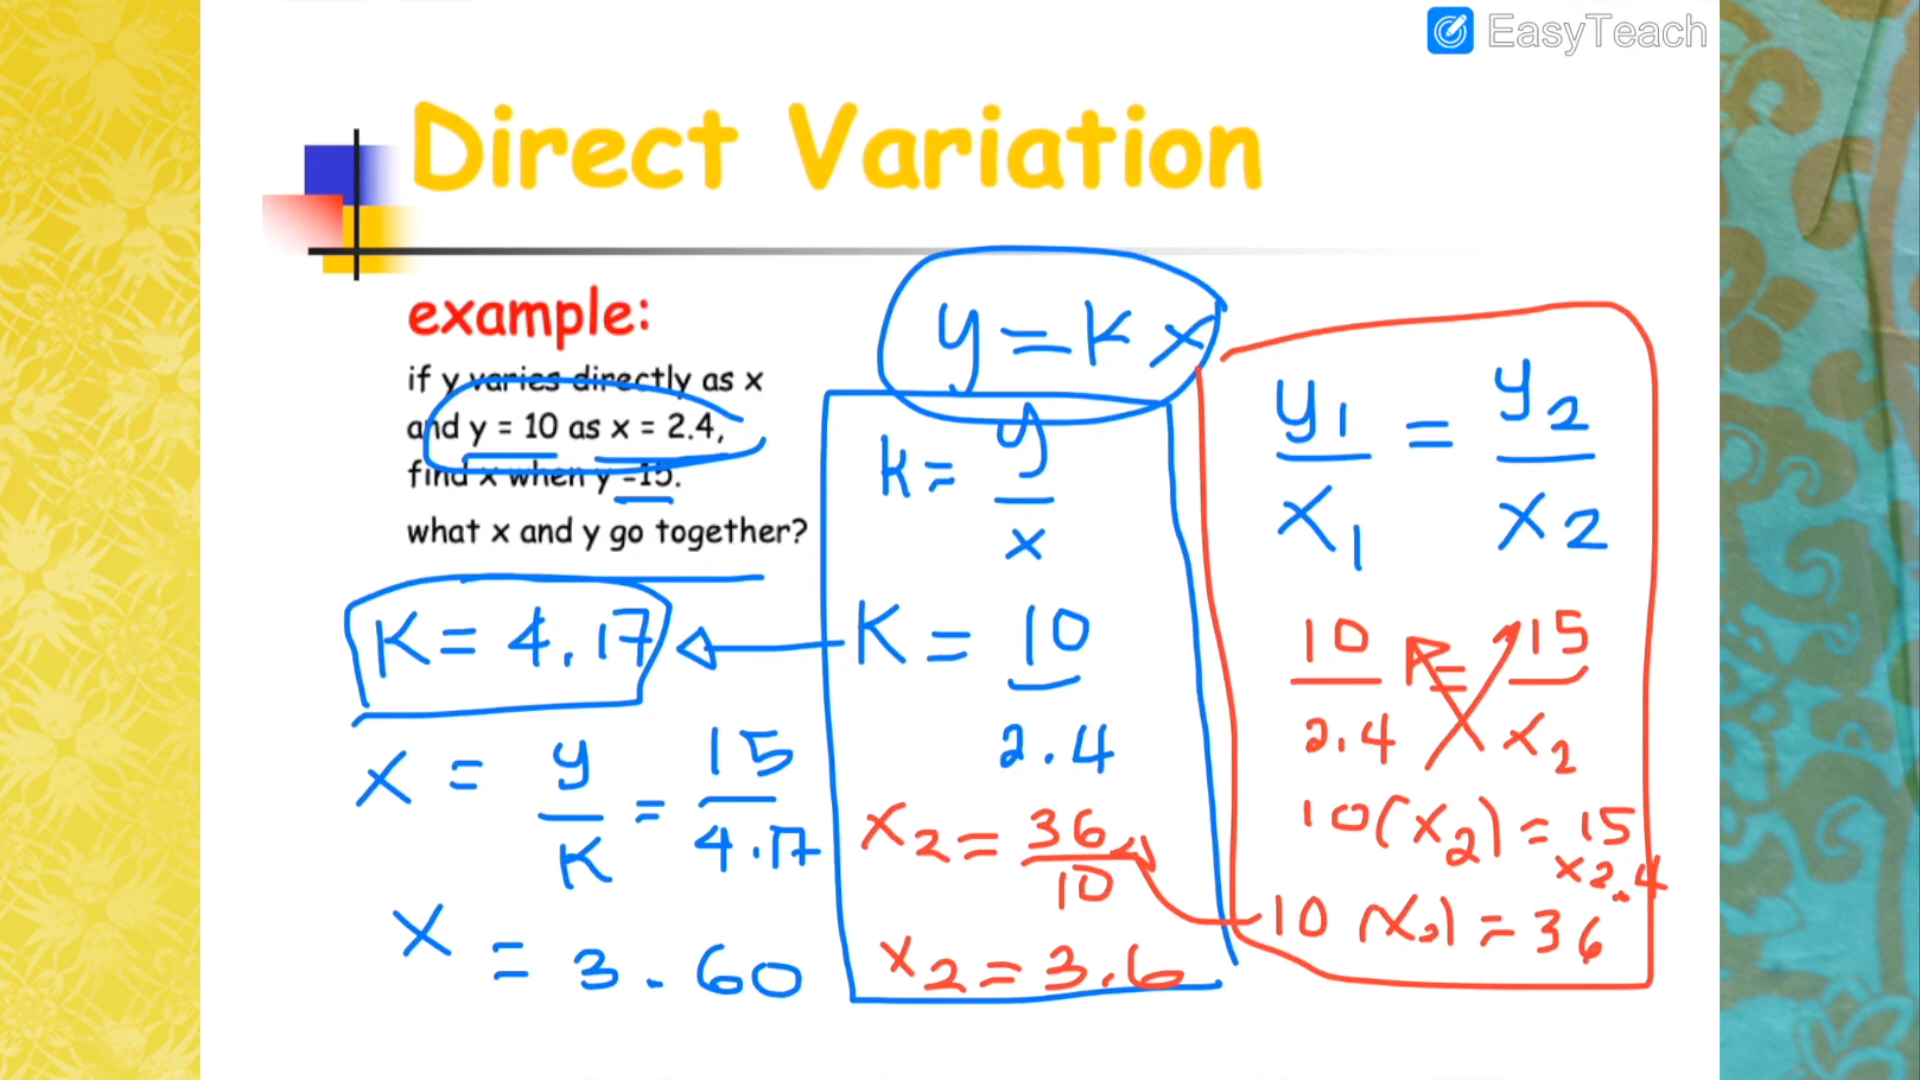 EasyTeach
Direct Variation
example:
if y varies directly as x
and y = 10 as x = 2.4,
find x when y =15.
what x and y go together?
K = 4.17
x = y/K = 15/4.17
x = 3.60
y = k x
k = y/x
K = 10/2.4
x2 = 36/10
x2 = 3.6
y1/x1 = y2/x2
10/2.4 = 15/x2
10(x2) = 15
x2.4
10(x2) = 36